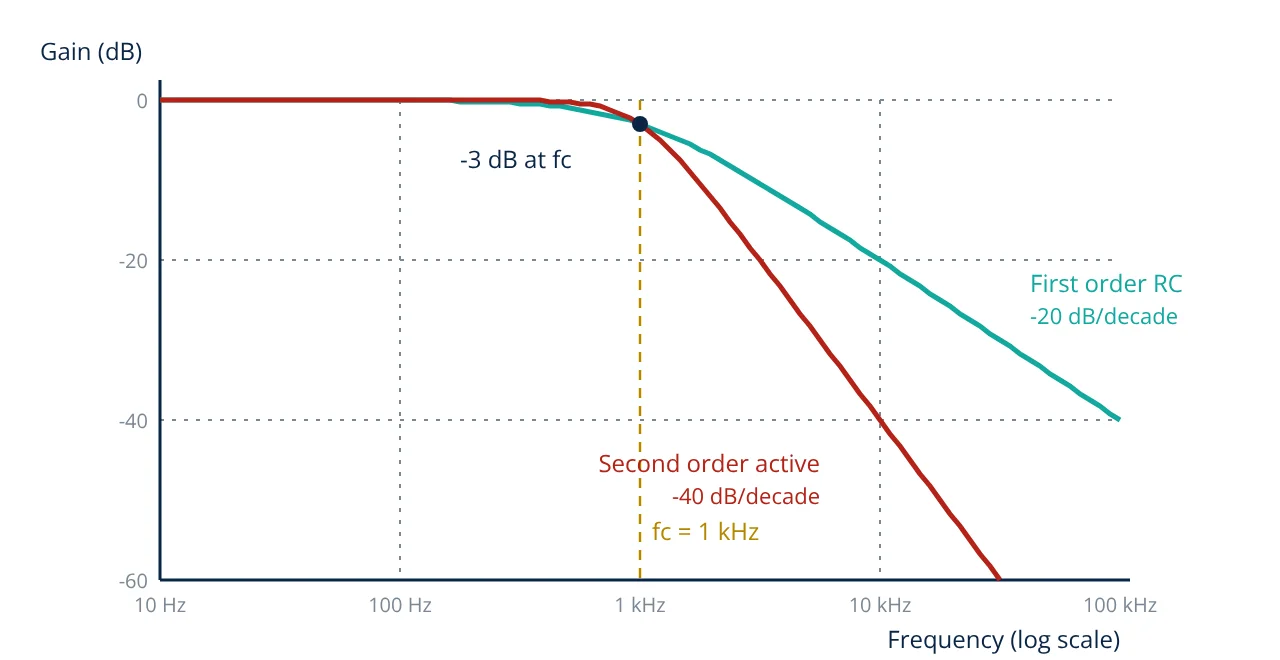 Gain (dB)
0
-3 dB at fc
-20
First order RC
-20 dB/decade
-40
Second order active
-40 dB/decade
fc = 1 kHz
-60
10 Hz
100 Hz
1 kHz
10 kHz
100 kHz
Frequency (log scale)